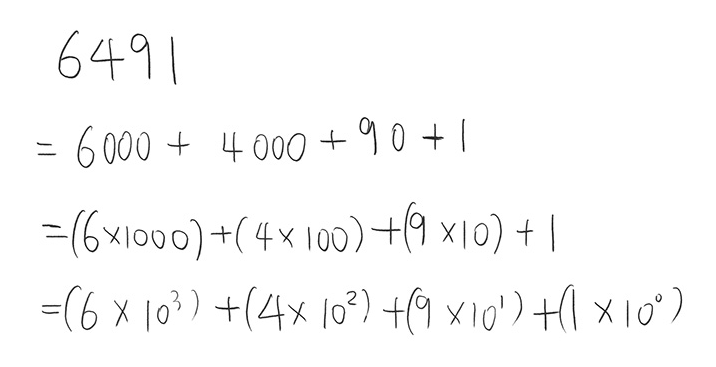 6491
= 6000 + 4000 + 90 + 1
=(6×1000)+(4×100)+(9×10)+1
=(6×10³)+(4×10²)+(9×10¹)+(1×10⁰)